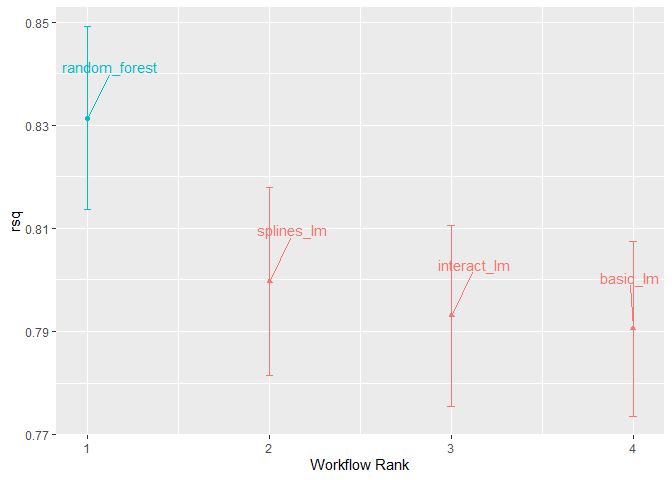 0.85
random_forest
0.83
rsq
0.81
splines_lm
interact_lm
basic_lm
0.79
0.77
1
2
3
4
Workflow Rank